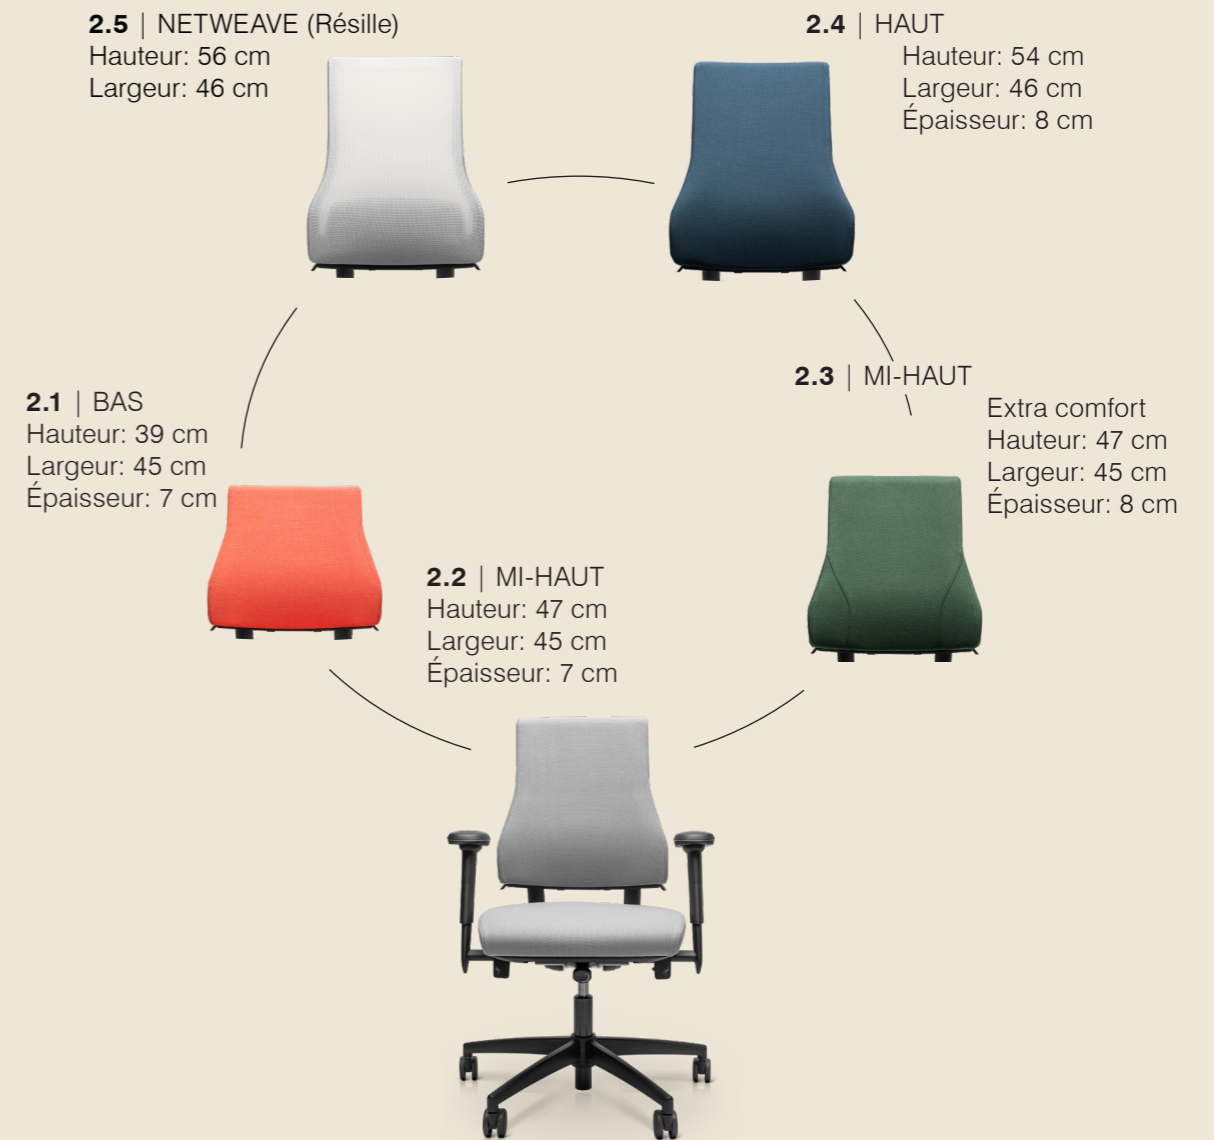 2.5 | NETWEAVE (Résille)
Hauteur: 56 cm
Largeur: 46 cm
2.4 | HAUT
Hauteur: 54 cm
Largeur: 46 cm
Épaisseur: 8 cm
2.3 | MI-HAUT
Extra comfort
Hauteur: 47 cm
Largeur: 45 cm
Épaisseur: 8 cm
2.1 | BAS
Hauteur: 39 cm
Largeur: 45 cm
Épaisseur: 7 cm
2.2 | MI-HAUT
Hauteur: 47 cm
Largeur: 45 cm
Épaisseur: 7 cm